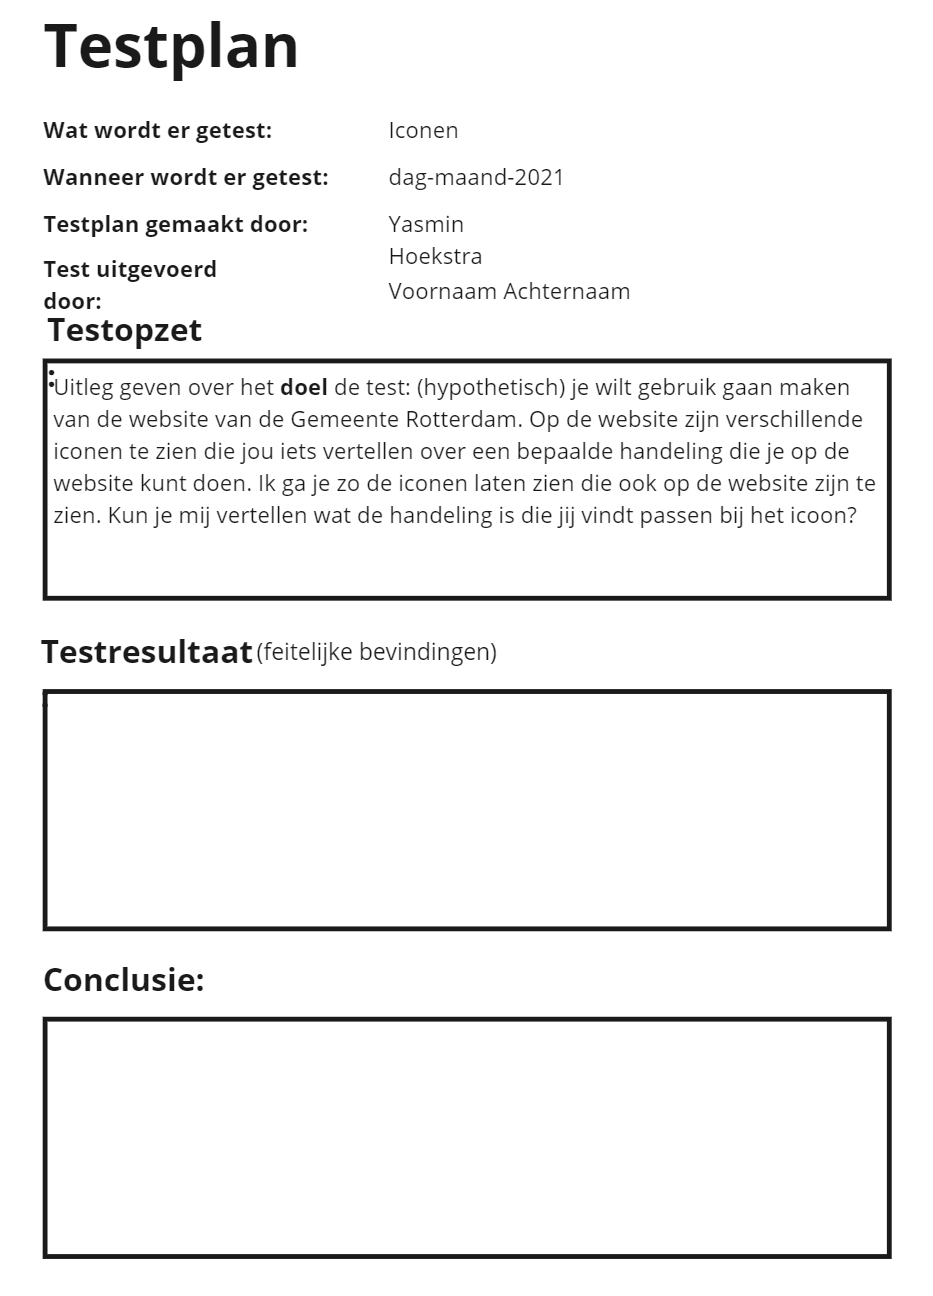 Testplan
Wat wordt er getest: Iconen
Wanneer wordt er getest: dag-maand-2021
Testplan gemaakt door: Yasmin
Hoekstra
Test uitgevoerd
door: Voornaam Achternaam
Testopzet
:
Uitleg geven over het doel de test: (hypothetisch) je wilt gebruik gaan maken
van de website van de Gemeente Rotterdam. Op de website zijn verschillende
iconen te zien die jou iets vertellen over een bepaalde handeling die je op de
website kunt doen. Ik ga je zo de iconen laten zien die ook op de website zijn te
zien. Kun je mij vertellen wat de handeling is die jij vindt passen bij het icoon?
Testresultaat (feitelijke bevindingen)
Conclusie: